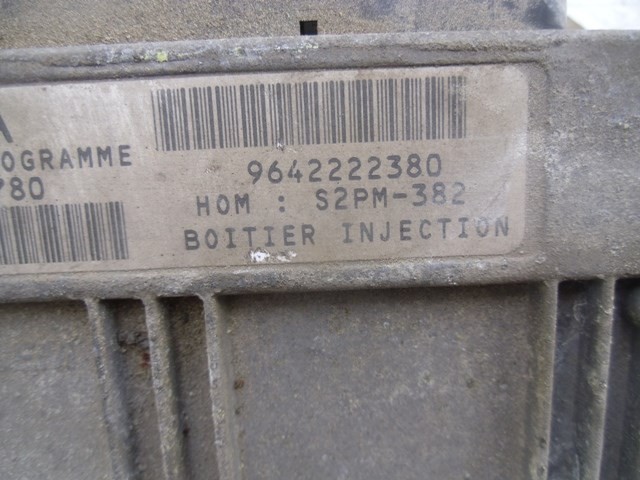 A
OGRAMME
780
9642222380
HOM : S2PM-382
BOITIER INJECTION